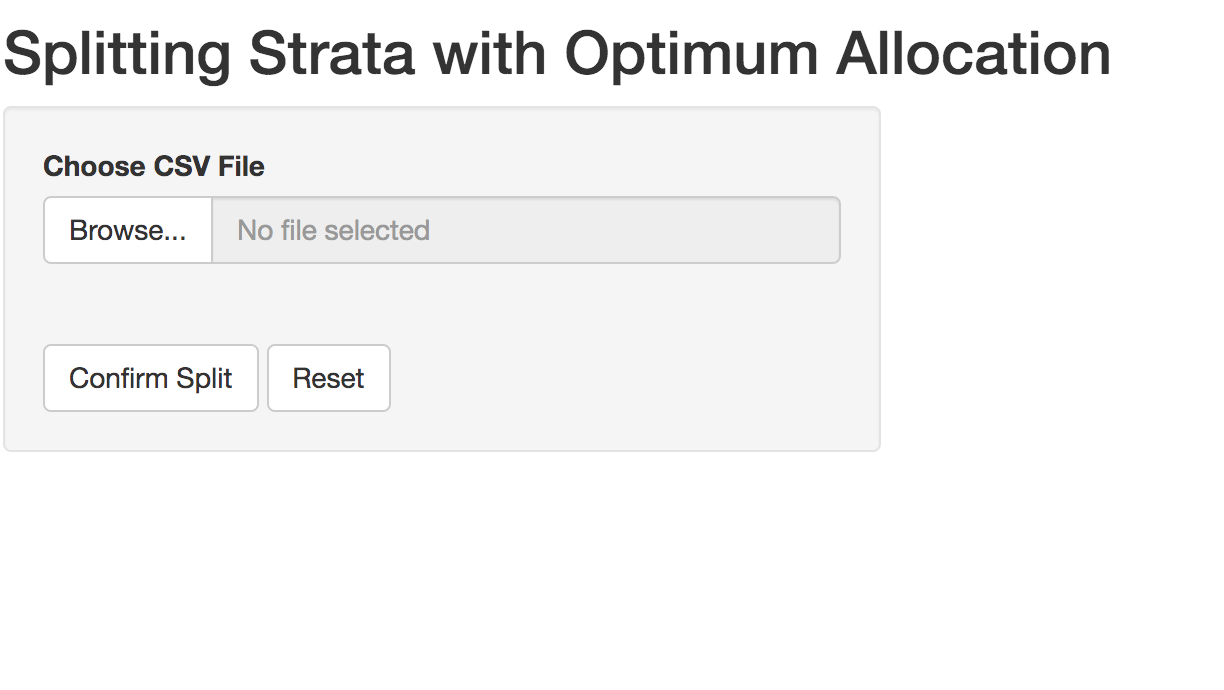 Splitting Strata with Optimum Allocation
Choose CSV File
Browse... No file selected
Confirm Split Reset